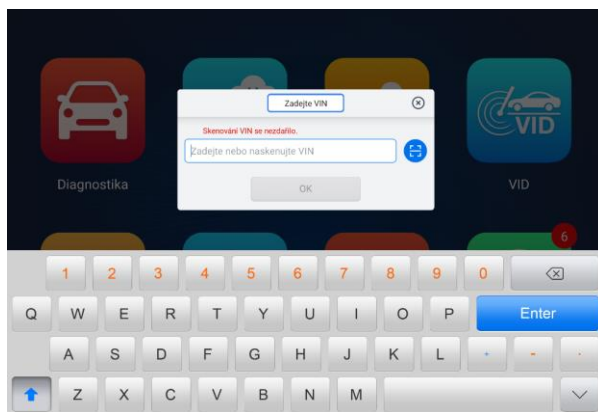 Zadejte VIN
Skenování VIN se nezdařilo.
Zadejte nebo naskenujte VIN
OK
VID
Diagnostika
VID
6
1 2 3 4 5 6 7 8 9 0
Q W E R T Y U I O P Enter
A S D F G H J K L + - .
Z X C V B N M